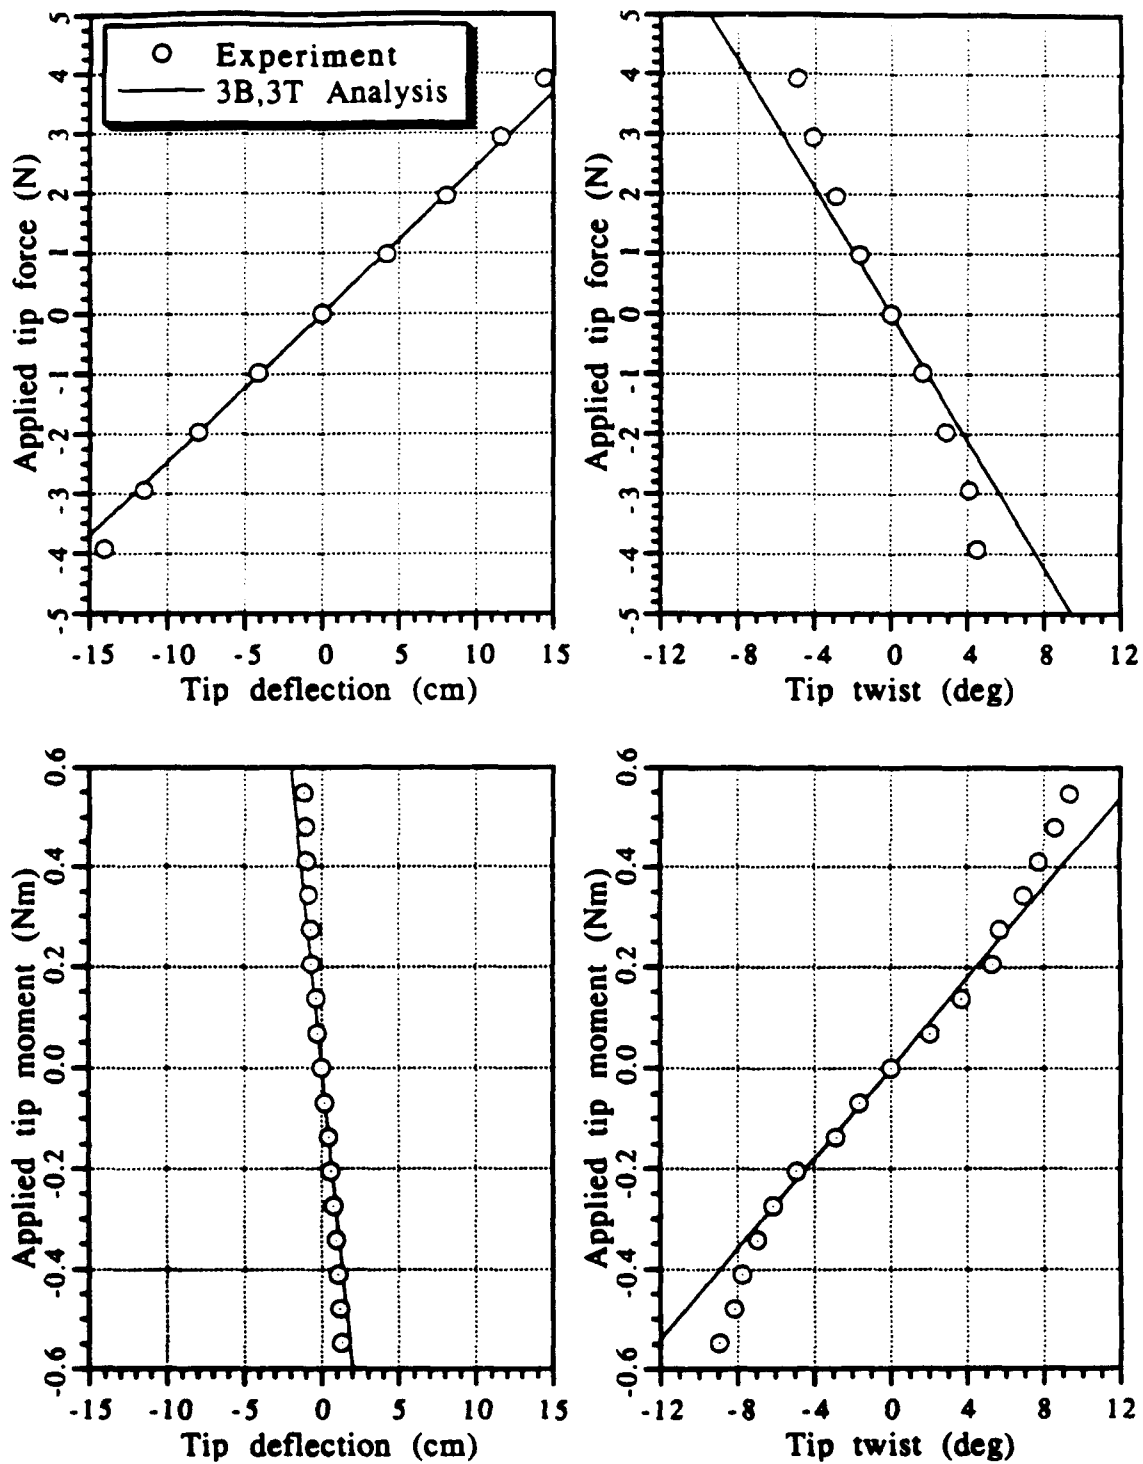 Experiment
3B,3T Analysis
Applied tip force (N)
5
4
3
2
1
0
-1
-2
-3
-4
-5
-15 -10 -5 0 5 10 15
Tip deflection (cm)
Applied tip force (N)
5
4
3
2
1
0
-1
-2
-3
-4
-5
-12 -8 -4 0 4 8 12
Tip twist (deg)
Applied tip moment (Nm)
0.6
0.4
0.2
0.0
-0.2
-0.4
-0.6
-15 -10 -5 0 5 10 15
Tip deflection (cm)
Applied tip moment (Nm)
0.6
0.4
0.2
0.0
-0.2
-0.4
-0.6
-12 -8 -4 0 4 8 12
Tip twist (deg)